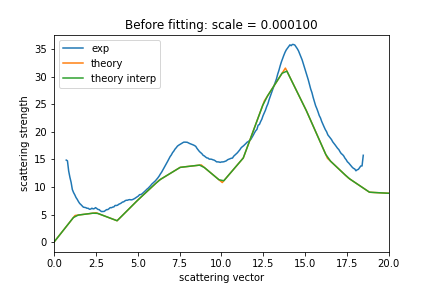 Before fitting: scale = 0.000100
exp
theory
theory interp
scattering strength
35
30
25
20
15
10
5
0
0.0 2.5 5.0 7.5 10.0 12.5 15.0 17.5 20.0
scattering vector